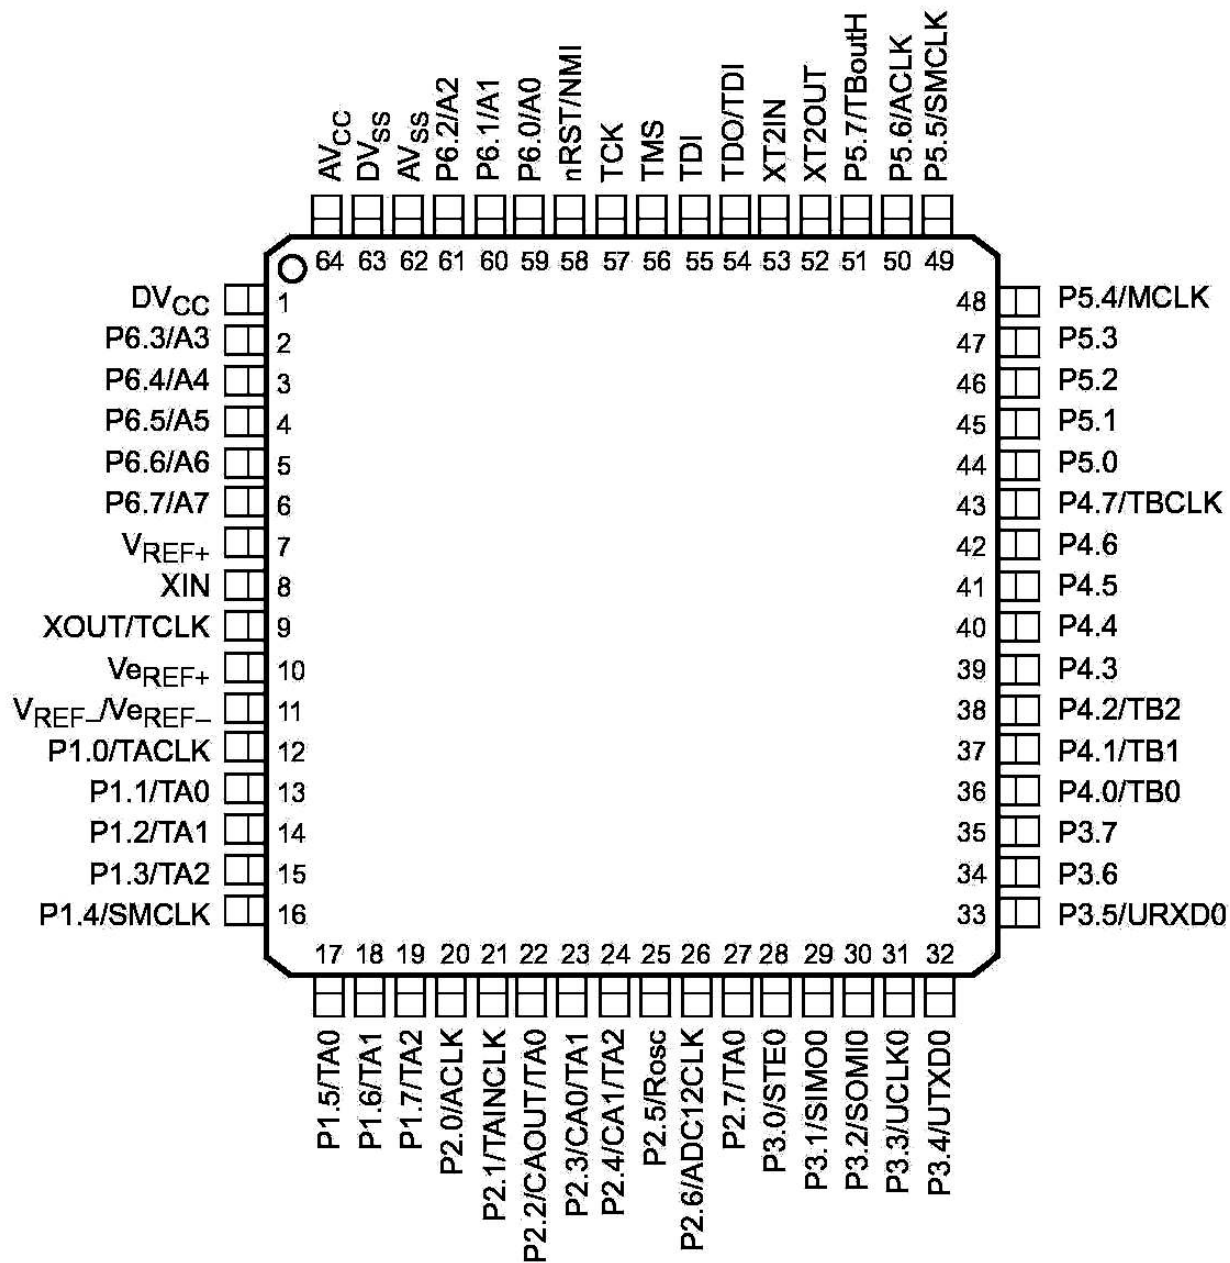 AVCC
DVSS
AVSS
P6.2/A2
P6.1/A1
P6.0/A0
nRST/NMI
TCK
TMS
TDI
TDO/TDI
XT2IN
XT2OUT
P5.7/TBoutH
P5.6/ACLK
P5.5/SMCLK
64 63 62 61 60 59 58 57 56 55 54 53 52 51 50 49
DVCC 1
P6.3/A3 2
P6.4/A4 3
P6.5/A5 4
P6.6/A6 5
P6.7/A7 6
VREF+ 7
XIN 8
XOUT/TCLK 9
VeREF+ 10
VREF–/VeREF– 11
P1.0/TACLK 12
P1.1/TA0 13
P1.2/TA1 14
P1.3/TA2 15
P1.4/SMCLK 16
48 P5.4/MCLK
47 P5.3
46 P5.2
45 P5.1
44 P5.0
43 P4.7/TBCLK
42 P4.6
41 P4.5
40 P4.4
39 P4.3
38 P4.2/TB2
37 P4.1/TB1
36 P4.0/TB0
35 P3.7
34 P3.6
33 P3.5/URXD0
17 18 19 20 21 22 23 24 25 26 27 28 29 30 31 32
P1.5/TA0
P1.6/TA1
P1.7/TA2
P2.0/ACLK
P2.1/TAINCLK
P2.2/CAOUT/TA0
P2.3/CA0/TA1
P2.4/CA1/TA2
P2.5/Rosc
P2.6/ADC12CLK
P2.7/TA0
P3.0/STE0
P3.1/SIMO0
P3.2/SOMI0
P3.3/UCLK0
P3.4/UTXD0